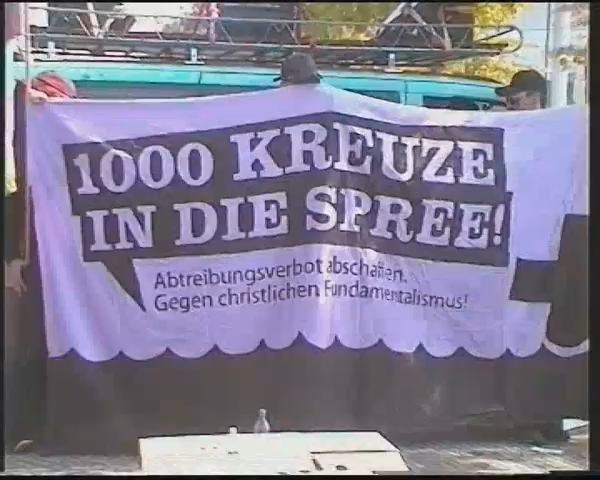 1000 KREUZE
IN DIE SPREE!
Abtreibungsverbot abschaffen.
Gegen christlichen Fundamentalismus!